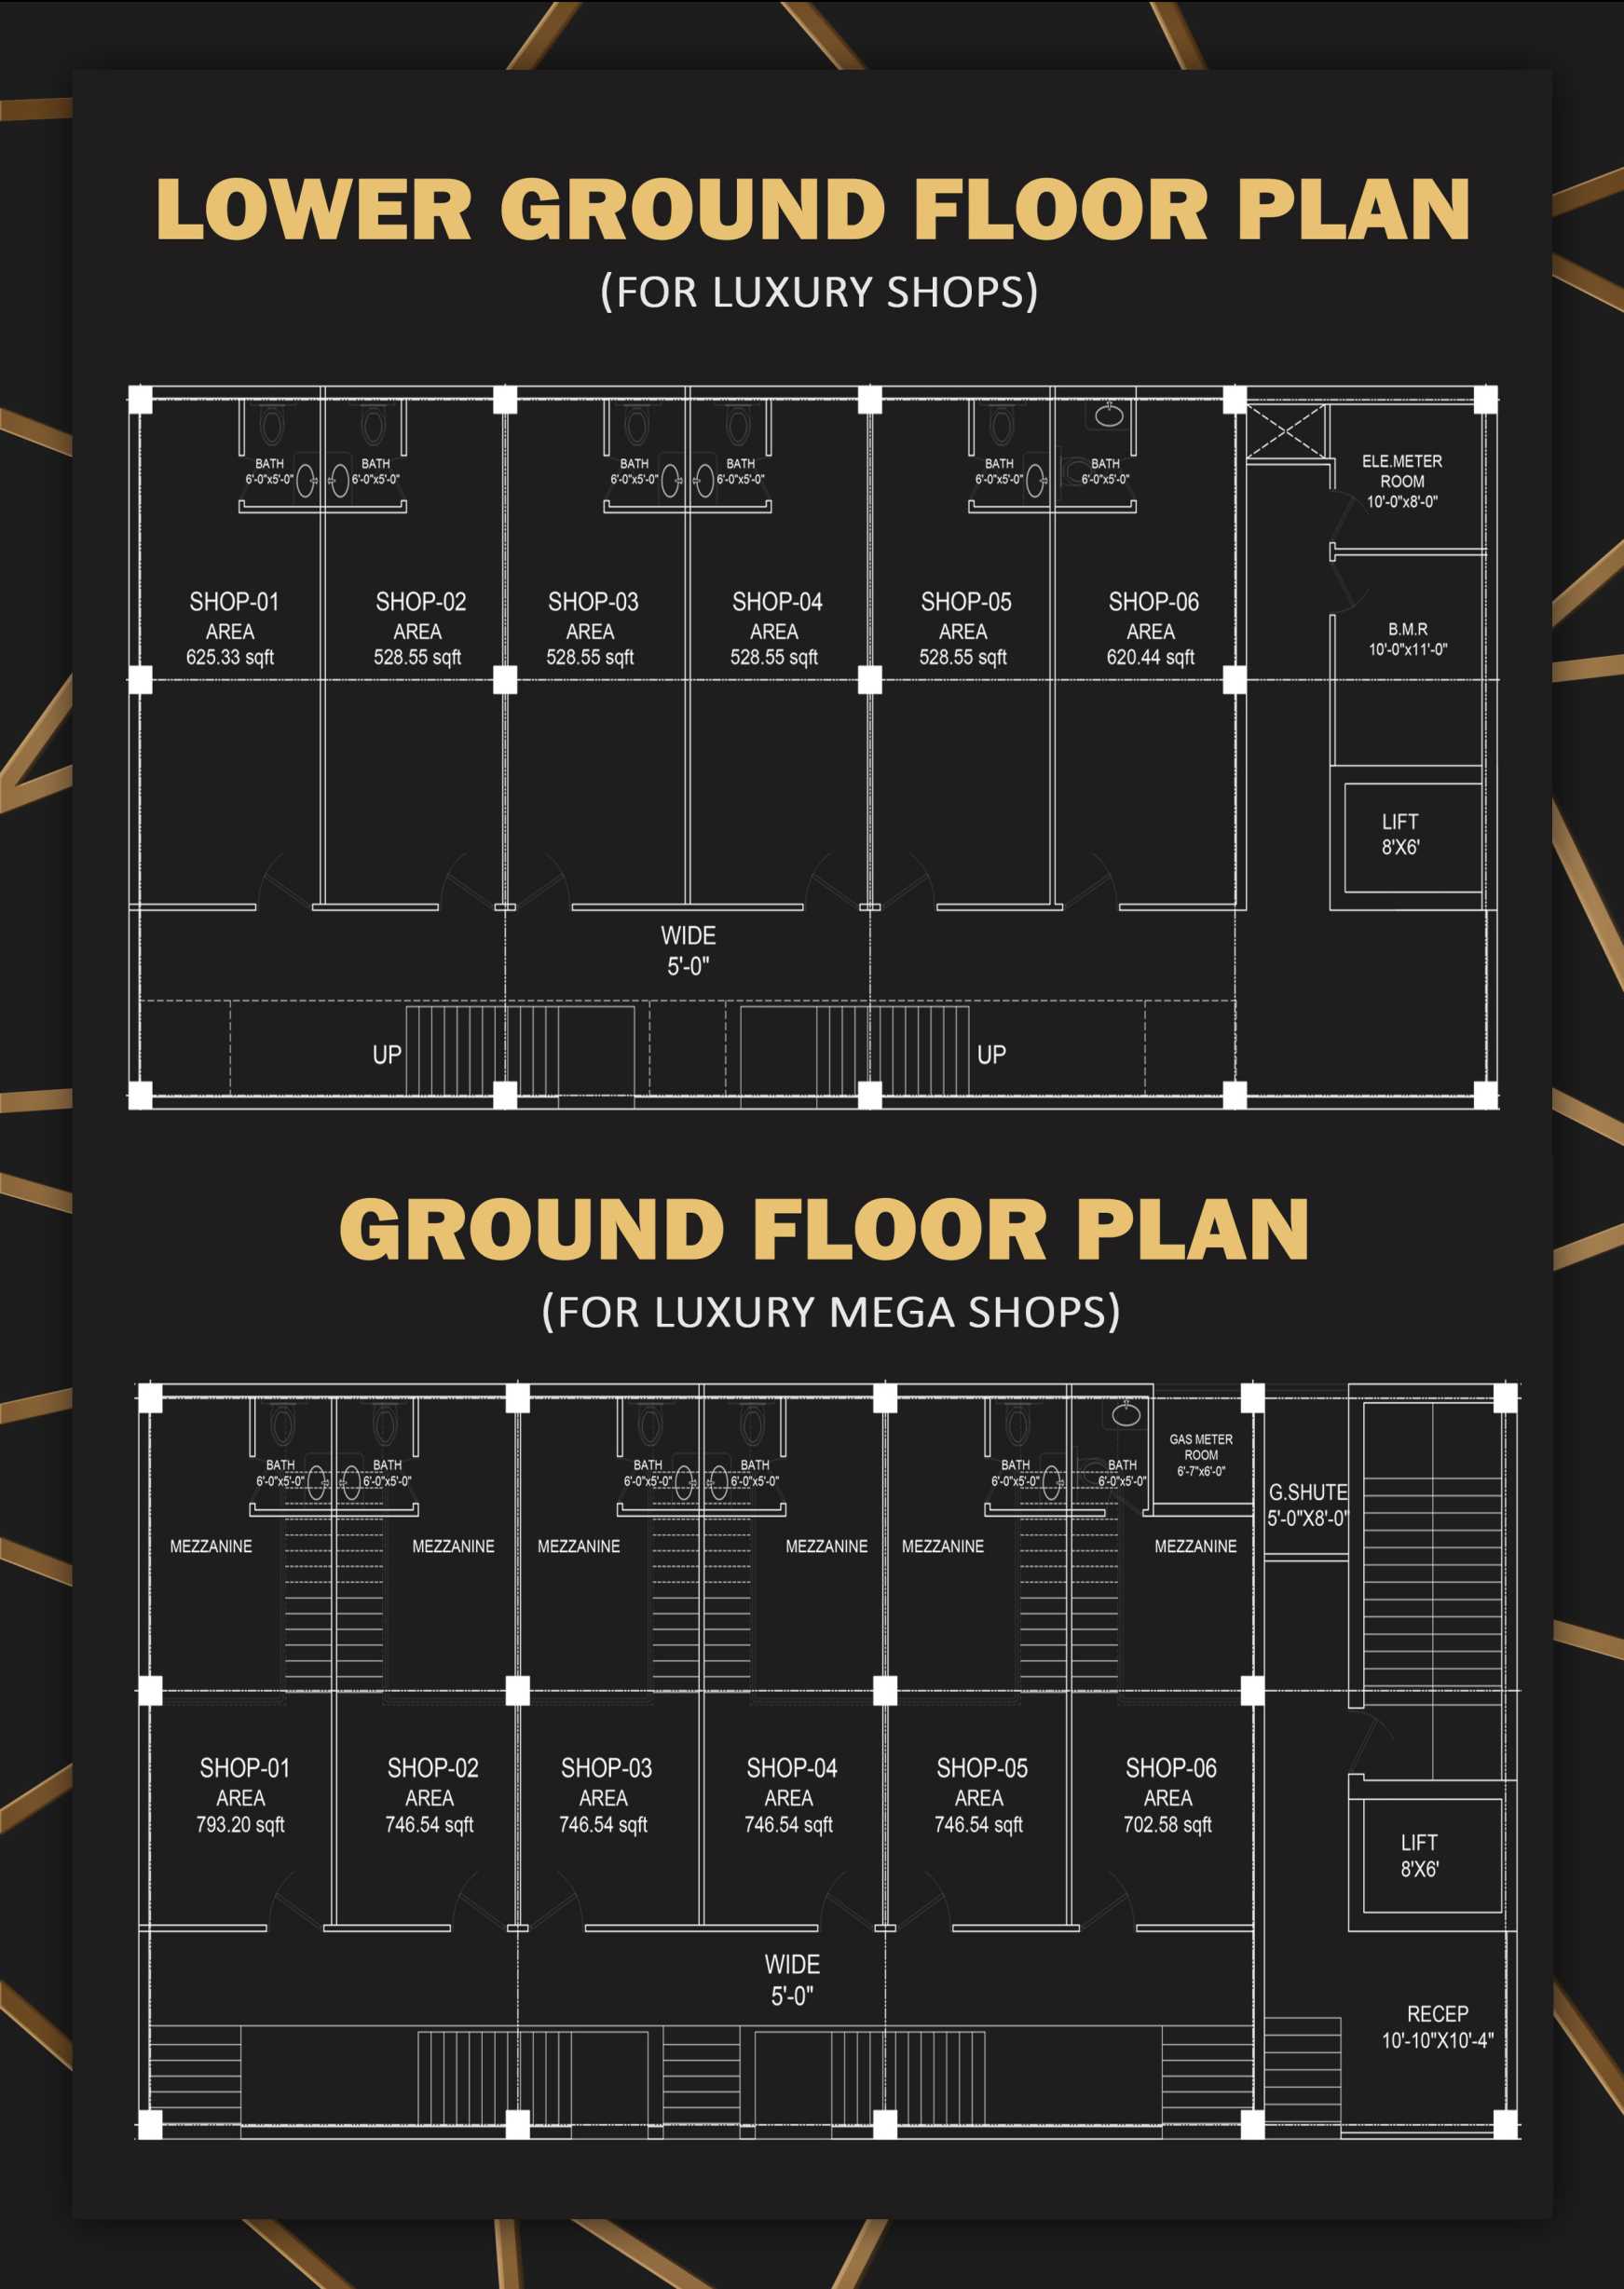 LOWER GROUND FLOOR PLAN
(FOR LUXURY SHOPS)
BATH
6'-0"x5'-0"
BATH
6'-0"x5'-0"
BATH
6'-0"x5'-0"
BATH
6'-0"x5'-0"
BATH
6'-0"x5'-0"
BATH
6'-0"x5'-0"
ELE.METER
ROOM
10'-0"x8'-0"
SHOP-01
AREA
625.33 sqft
SHOP-02
AREA
528.55 sqft
SHOP-03
AREA
528.55 sqft
SHOP-04
AREA
528.55 sqft
SHOP-05
AREA
528.55 sqft
SHOP-06
AREA
620.44 sqft
B.M.R
10'-0"x11'-0"
LIFT
8'X6'
WIDE
5'-0"
UP
UP
GROUND FLOOR PLAN
(FOR LUXURY MEGA SHOPS)
BATH
6'-0"x5'-0"
BATH
6'-0"x5'-0"
BATH
6'-0"x5'-0"
BATH
6'-0"x5'-0"
BATH
6'-0"x5'-0"
BATH
6'-0"x5'-0"
GAS METER
ROOM
6'-7"x6'-0"
G.SHUTE
5'-0"X8'-0"
MEZZANINE
MEZZANINE
MEZZANINE
MEZZANINE
MEZZANINE
MEZZANINE
SHOP-01
AREA
793.20 sqft
SHOP-02
AREA
746.54 sqft
SHOP-03
AREA
746.54 sqft
SHOP-04
AREA
746.54 sqft
SHOP-05
AREA
746.54 sqft
SHOP-06
AREA
702.58 sqft
LIFT
8'X6'
WIDE
5'-0"
RECEP
10'-10"X10'-4"